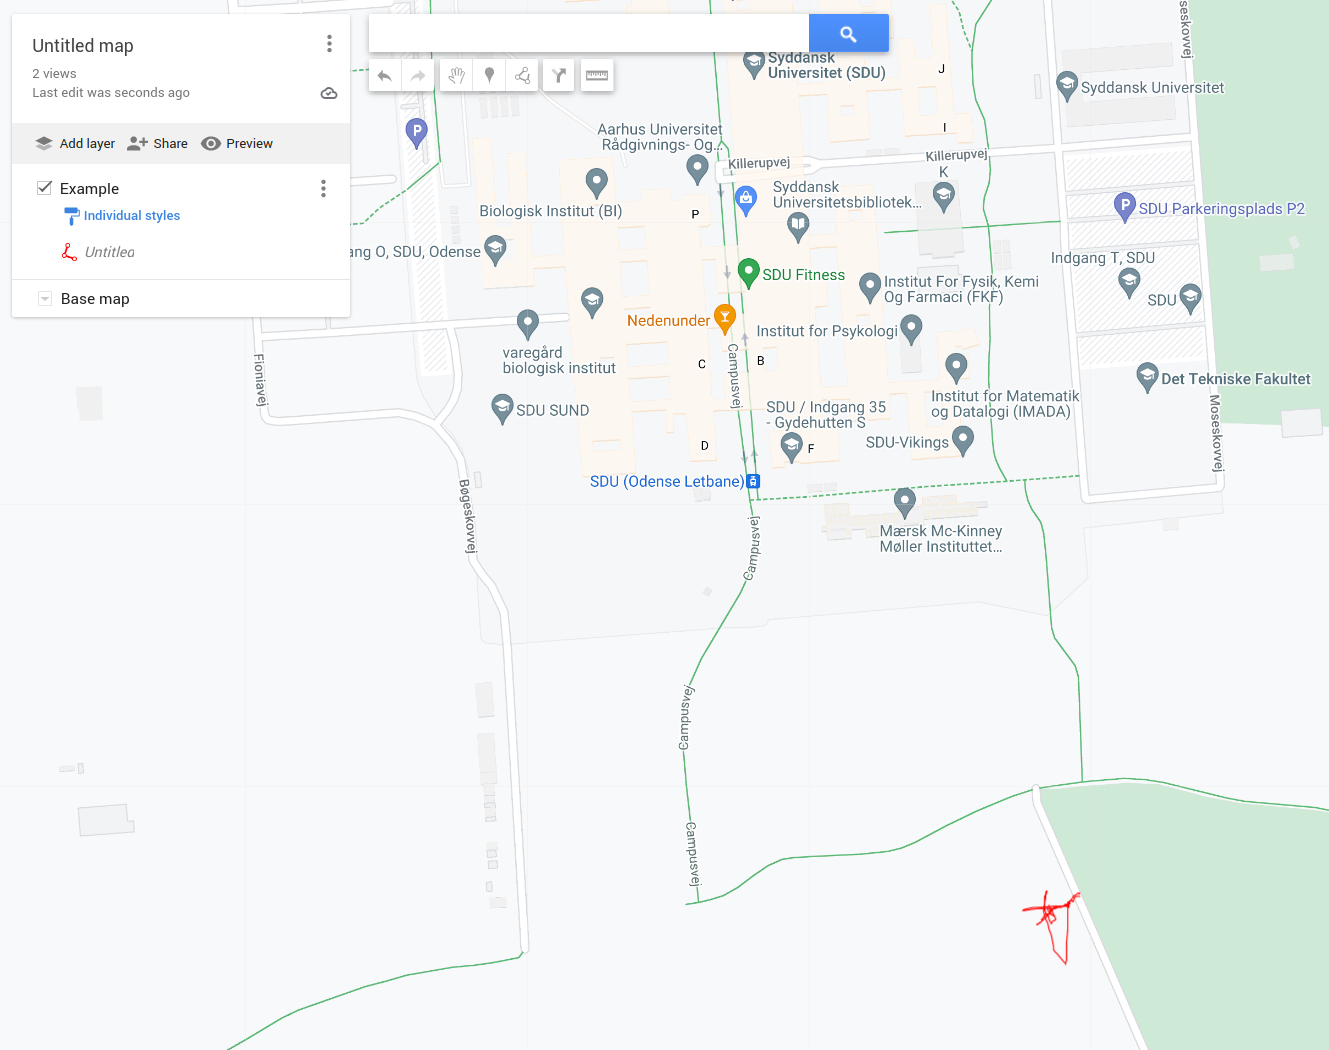 Untitled map
2 views
Last edit was seconds ago
Add layer
Share
Preview
Example
Individual styles
Untitled
Base map
P
Syddansk
Universitet (SDU)
J
I
Syddansk Universitet
Moseskovvej
Aarhus Universitet
Rådgivnings- Og...
Killerupvej
Killerupvej
K
Biologisk Institut (BI)
P
Syddansk
Universitetsbibliotek...
P
SDU Parkeringsplads P2
ang O, SDU, Odense
SDU Fitness
Indgang T, SDU
Institut For Fysik, Kemi
Og Farmaci (FKF)
SDU
Nedenunder
Institut for Psykologi
varegård
biologisk institut
C
Campusvej
B
Fioniavej
Det Tekniske Fakultet
Institut for Matematik
og Datalogi (IMADA)
SDU SUND
SDU / Indgang 35
- Gydehutten S
Moseskovvej
D
F
SDU-Vikings
SDU (Odense Letbane)
Bøgeskovvej
Campusvej
Mærsk Mc-Kinney
Møller Instituttet...
Campusvej
Campusvej